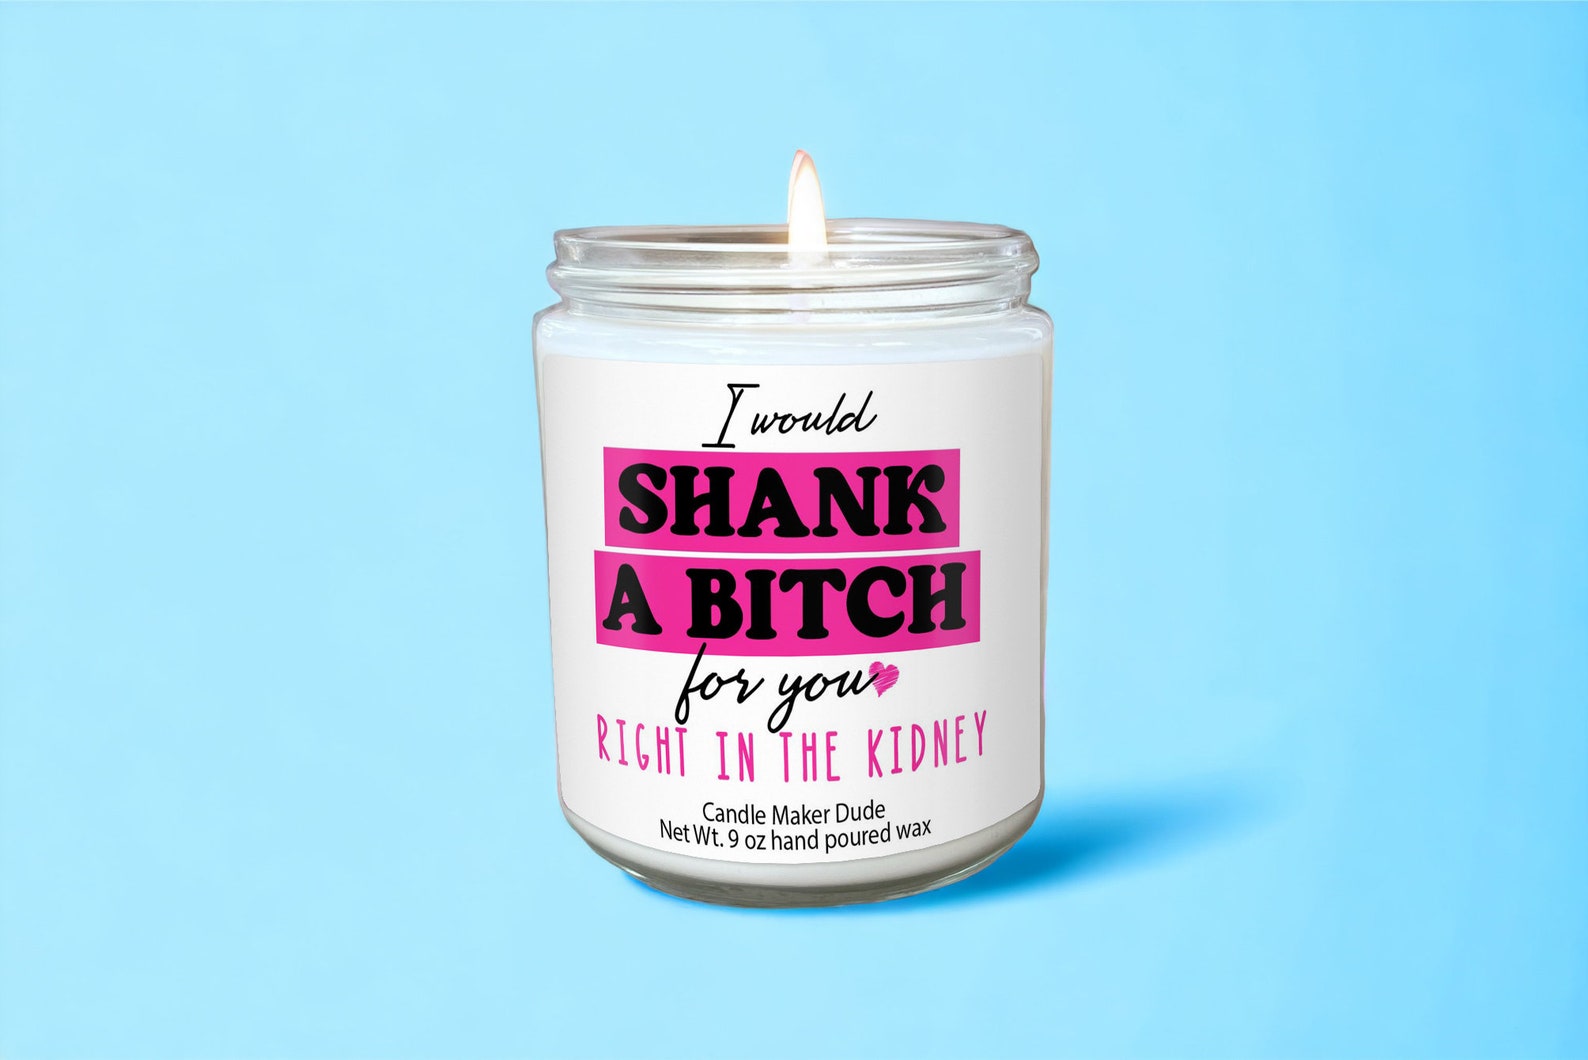 I would
SHANK
A BITCH
for you
RIGHT IN THE KIDNEY
Candle Maker Dude
Net Wt. 9 oz hand poured wax